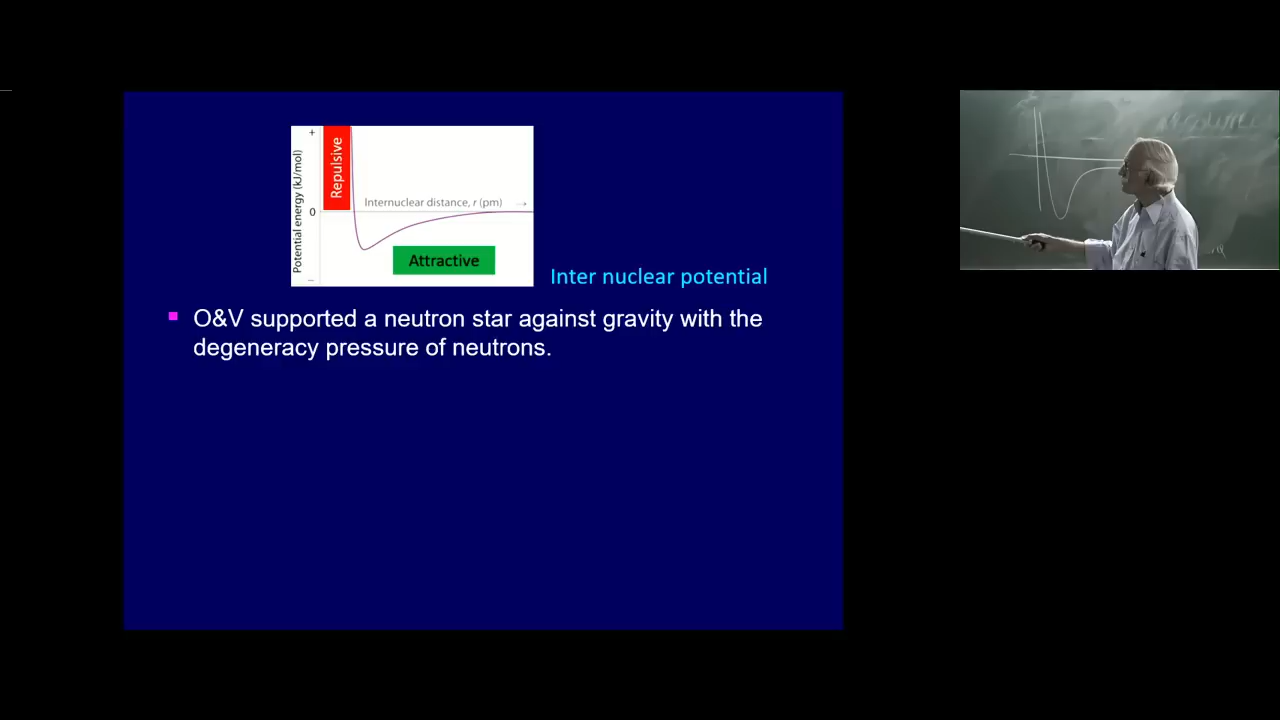 +
Repulsive
Potential energy (kJ/mol)
Internuclear distance, r (pm) →
0
Attractive
–
Inter nuclear potential
O&V supported a neutron star against gravity with the
degeneracy pressure of neutrons.